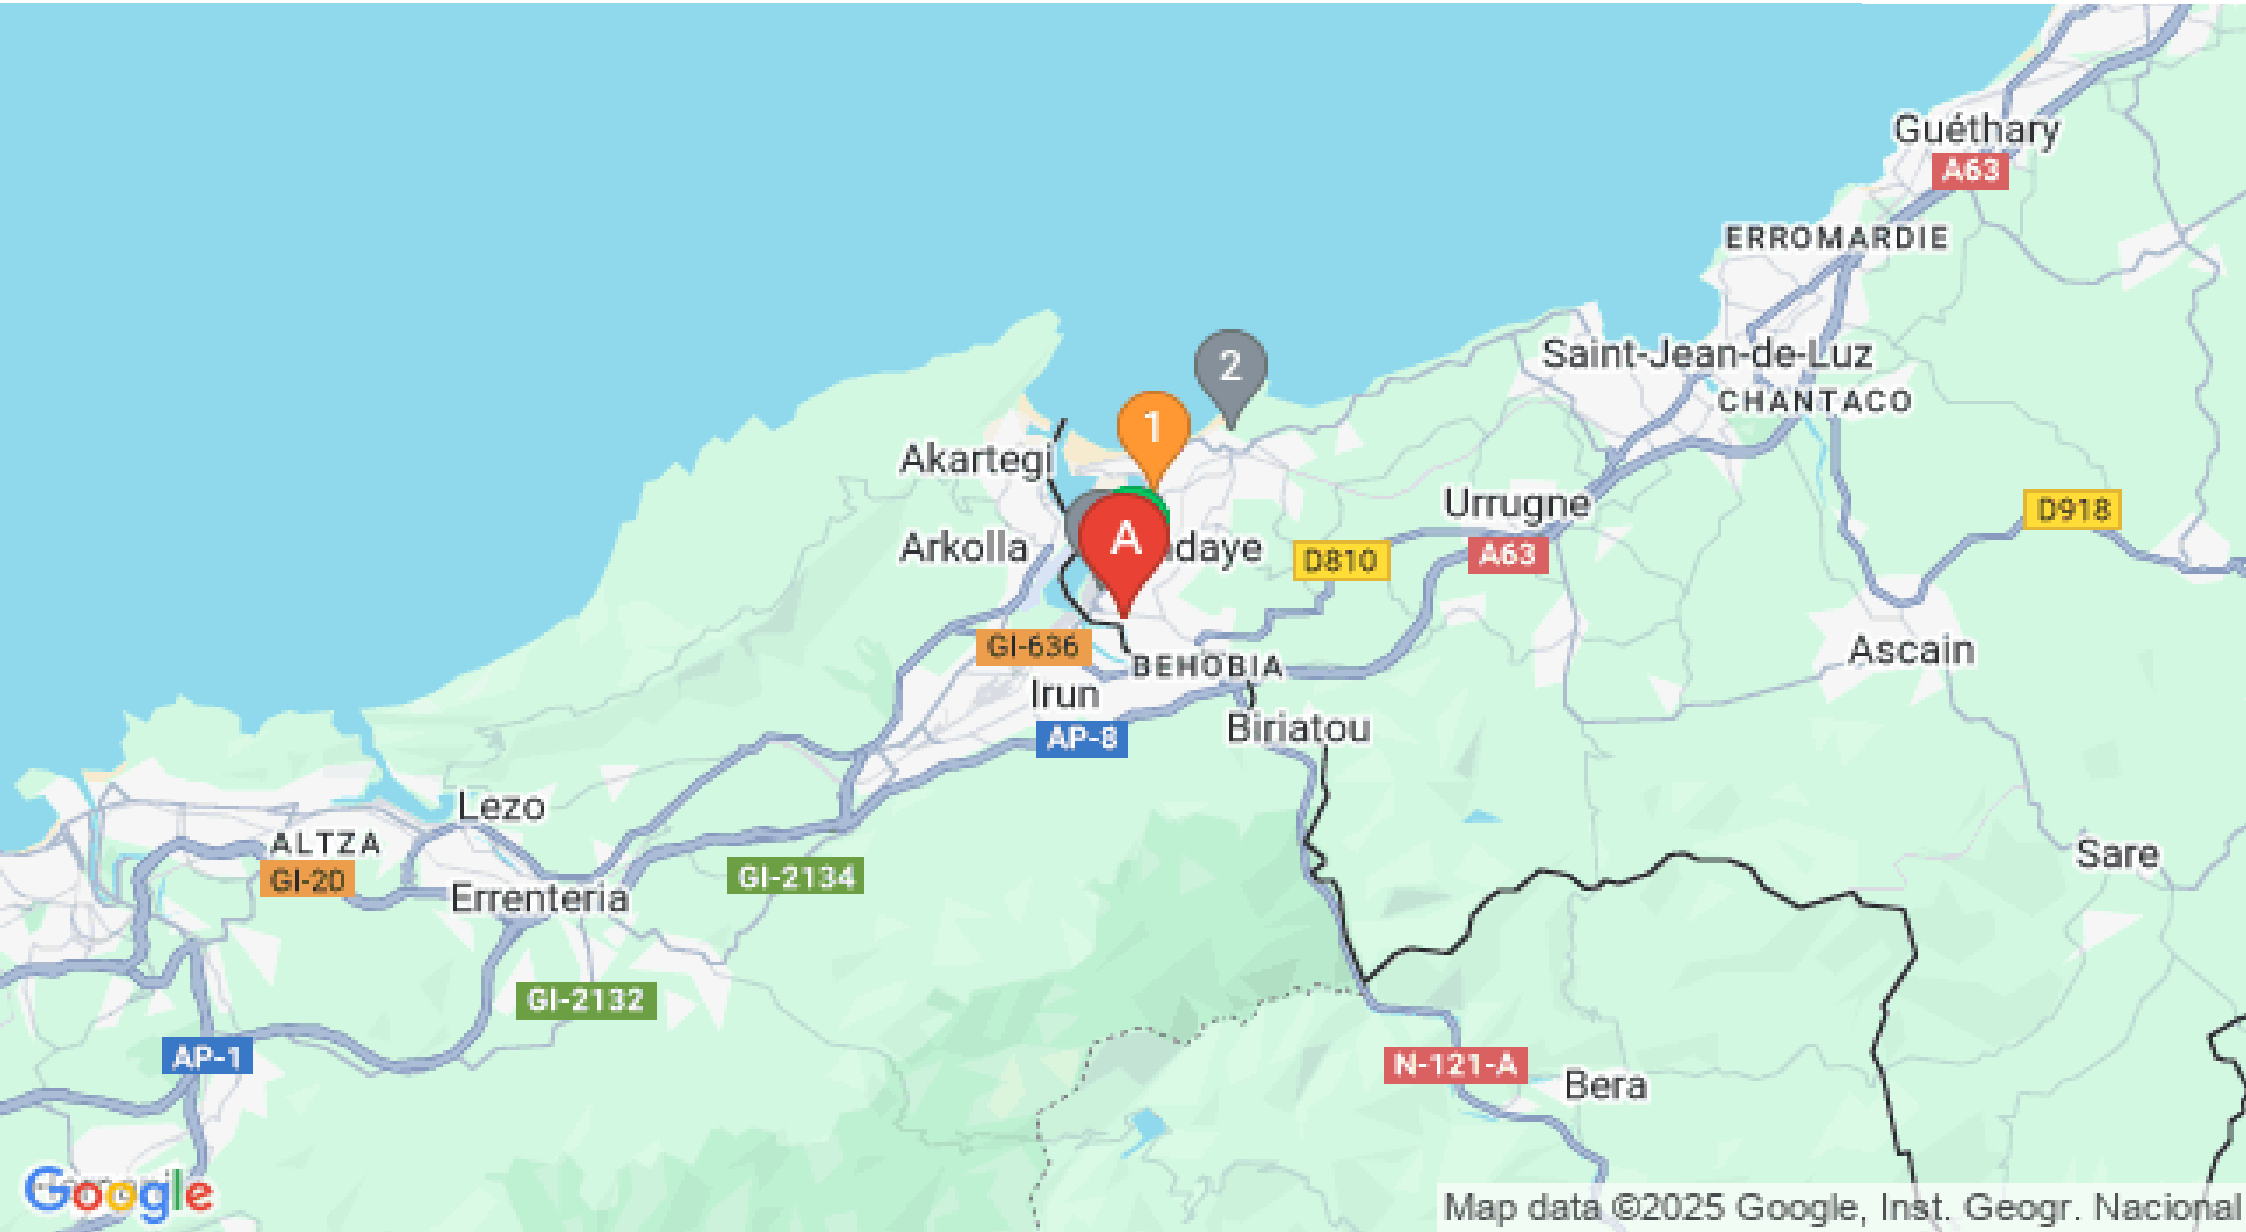 Guéthary
A63
ERROMARDIE
2
Saint-Jean-de-Luz
CHANTACO
1
Akartegi
Urrugne
D918
A
Arkolla
ndaye
D810
A63
GI-636
BEHOBIA
Ascain
Irun
AP-8
Biriatou
Lezo
ALTZA
GI-20
GI-2134
Sare
Errenteria
GI-2132
AP-1
N-121-A
Bera
Google
Map data ©2025 Google, Inst. Geogr. Nacional